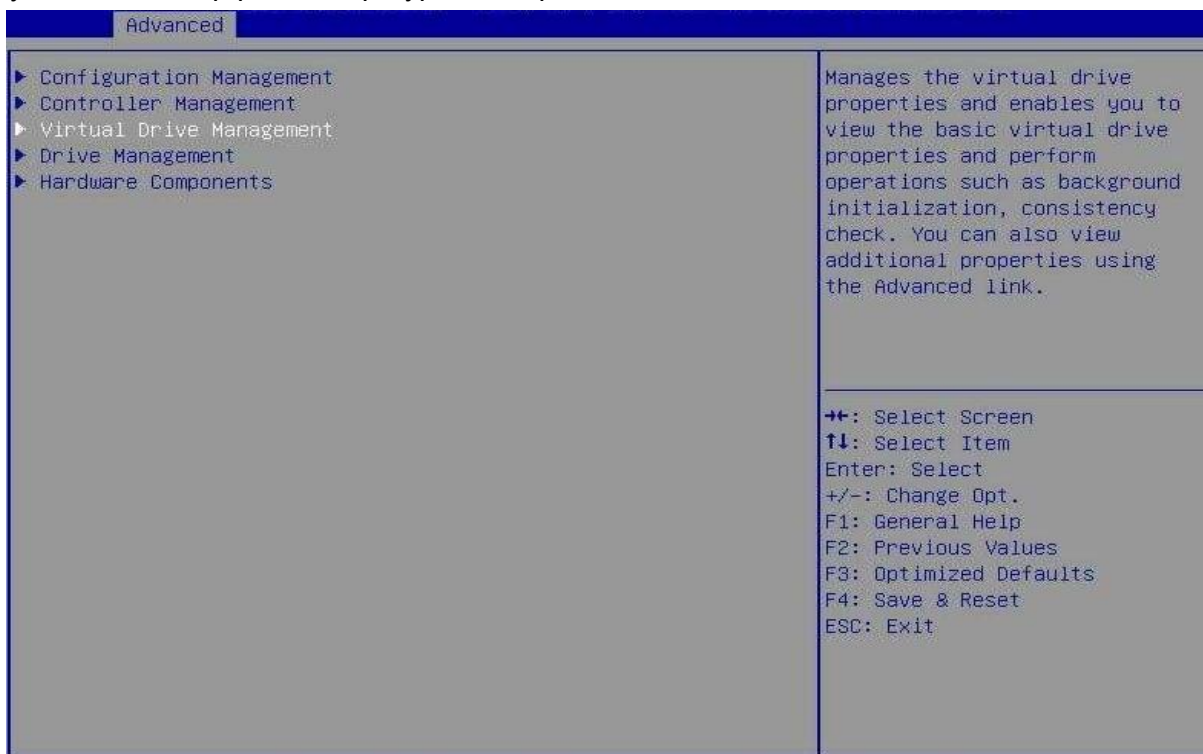 Advanced
► Configuration Management
► Controller Management
► Virtual Drive Management
► Drive Management
► Hardware Components
Manages the virtual drive
properties and enables you to
view the basic virtual drive
properties and perform
operations such as background
initialization, consistency
check. You can also view
additional properties using
the Advanced link.
→←: Select Screen
↑↓: Select Item
Enter: Select
+/-: Change Opt.
F1: General Help
F2: Previous Values
F3: Optimized Defaults
F4: Save & Reset
ESC: Exit